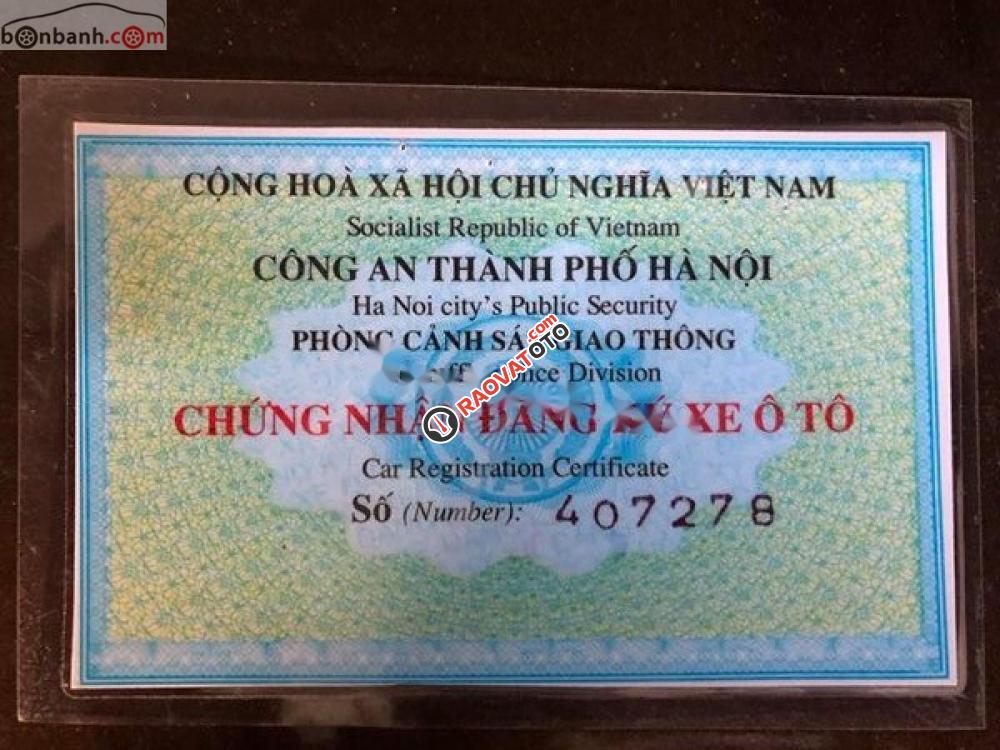 bonbanh.com
CỘNG HOÀ XÃ HỘI CHỦ NGHĨA VIỆT NAM
Socialist Republic of Vietnam
CÔNG AN THÀNH PHỐ HÀ NỘI
Ha Noi city's Public Security
PHÒNG CẢNH SÁT GIAO THÔNG
Division
RAOVATOTO.com
CHỨNG NHẬN ĐĂNG KÝ XE Ô TÔ
Car Registration Certificate
Số (Number): 407278